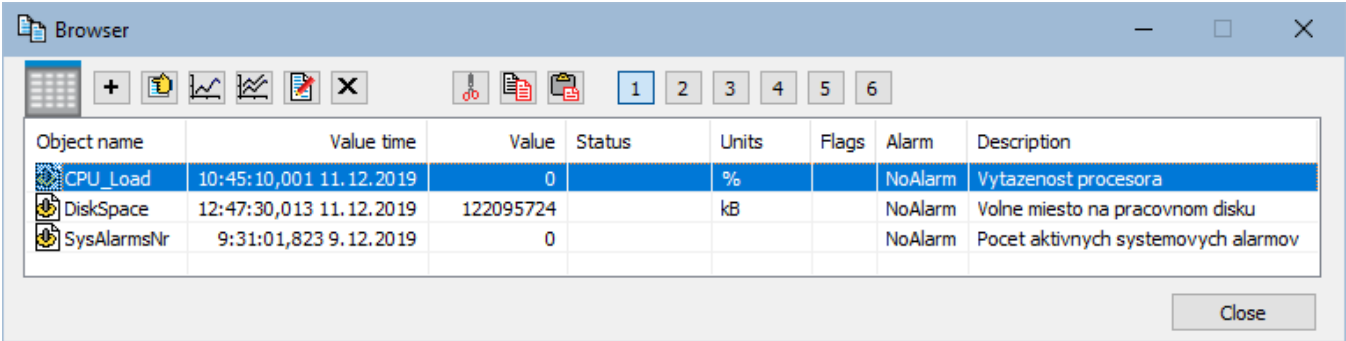 Browser
1 2 3 4 5 6
Object name Value time Value Status Units Flags Alarm Description
CPU_Load 10:45:10,001 11.12.2019 0 % NoAlarm Vytazenost procesora
DiskSpace 12:47:30,013 11.12.2019 122095724 kB NoAlarm Volne miesto na pracovnom disku
SysAlarmsNr 9:31:01,823 9.12.2019 0 NoAlarm Pocet aktivnych systemovych alarmov
Close